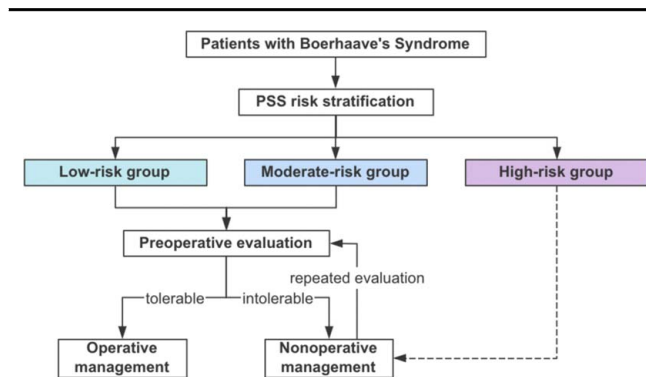 Patients with Boerhaave's Syndrome
PSS risk stratification
Low-risk group
Moderate-risk group
High-risk group
Preoperative evaluation
repeated evaluation
tolerable
intolerable
Operative
management
Nonoperative
management